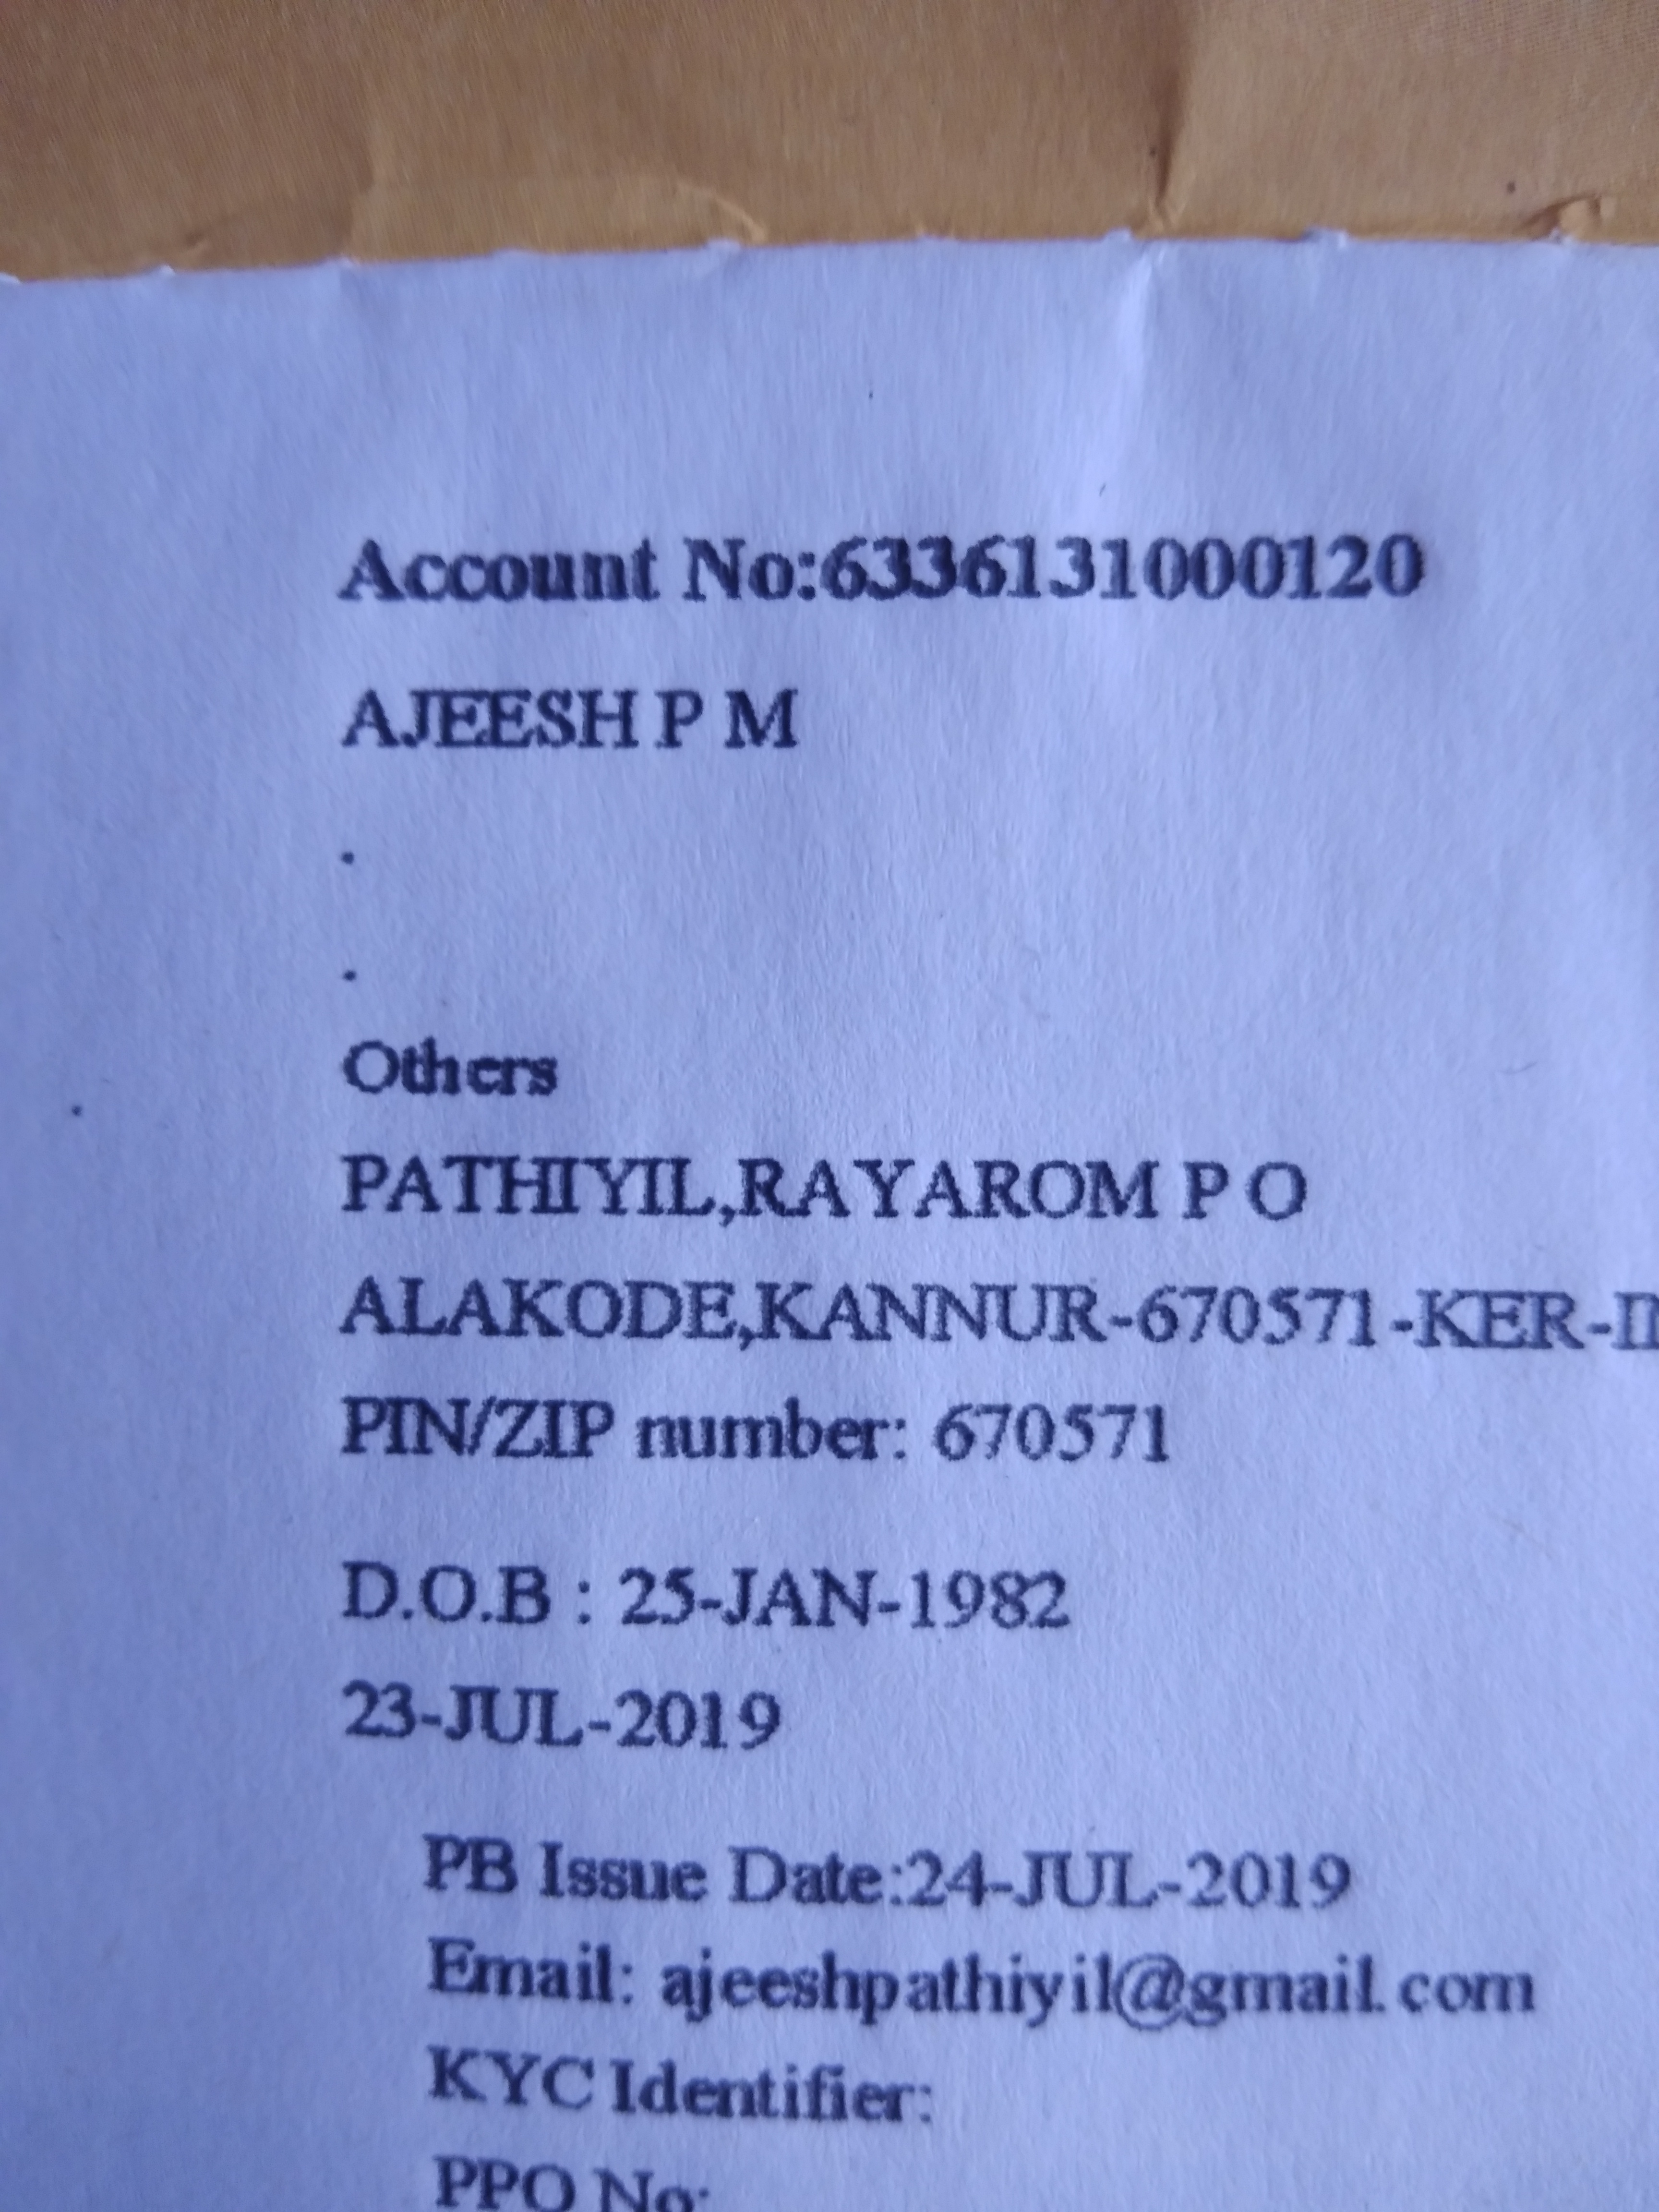 Account No:6336131000120
AJEESH P M
.
.
Others
PATHIYIL,RAYAROM P O
ALAKODE,KANNUR-670571-KER-
PIN/ZIP number: 670571
D.O.B : 25-JAN-1982
23-JUL-2019
PB Issue Date:24-JUL-2019
Email: ajeeshpathiyil@gmail.com
KYC Identifier:
PPO No: